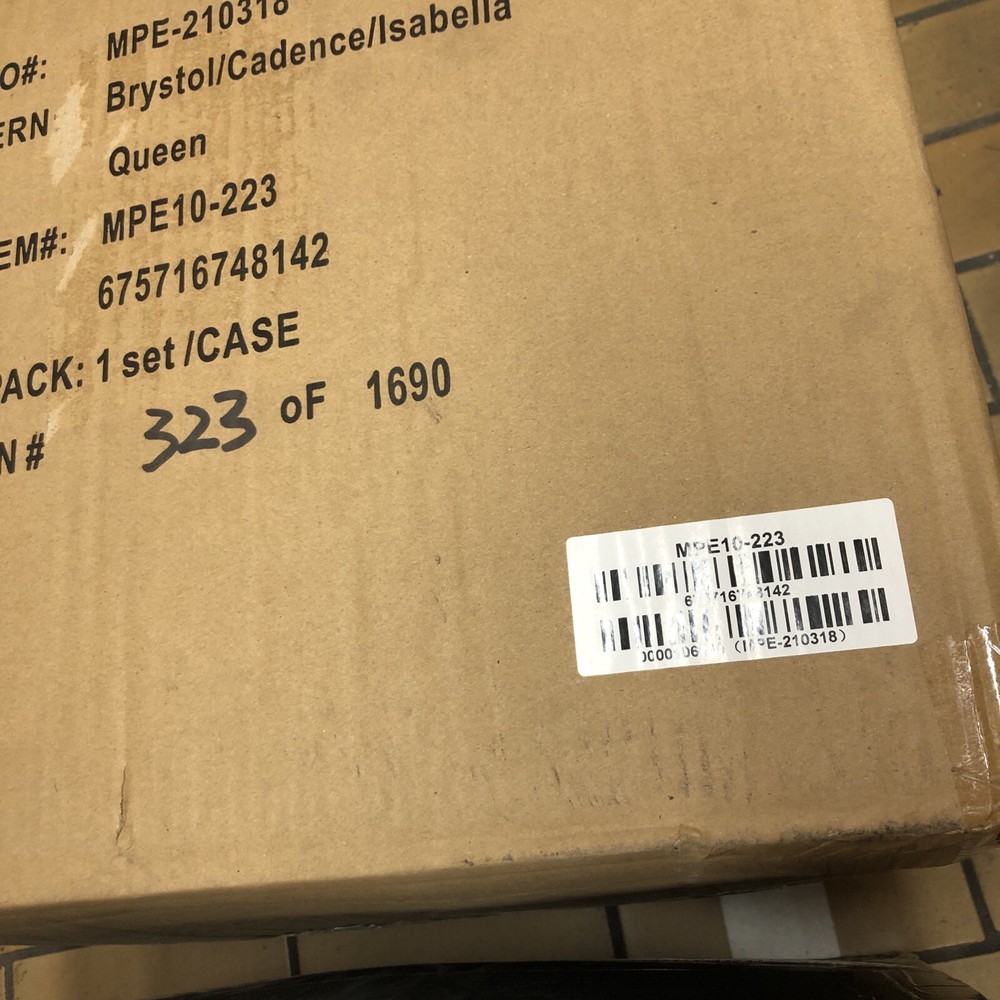 O#: MPE-210318
ERN Brystol/Cadence/Isabella
Queen
EM#: MPE10-223
675716748142
PACK: 1 set /CASE
N # 323 oF 1690
MPE10-223
675716748142
(MPE-210318)